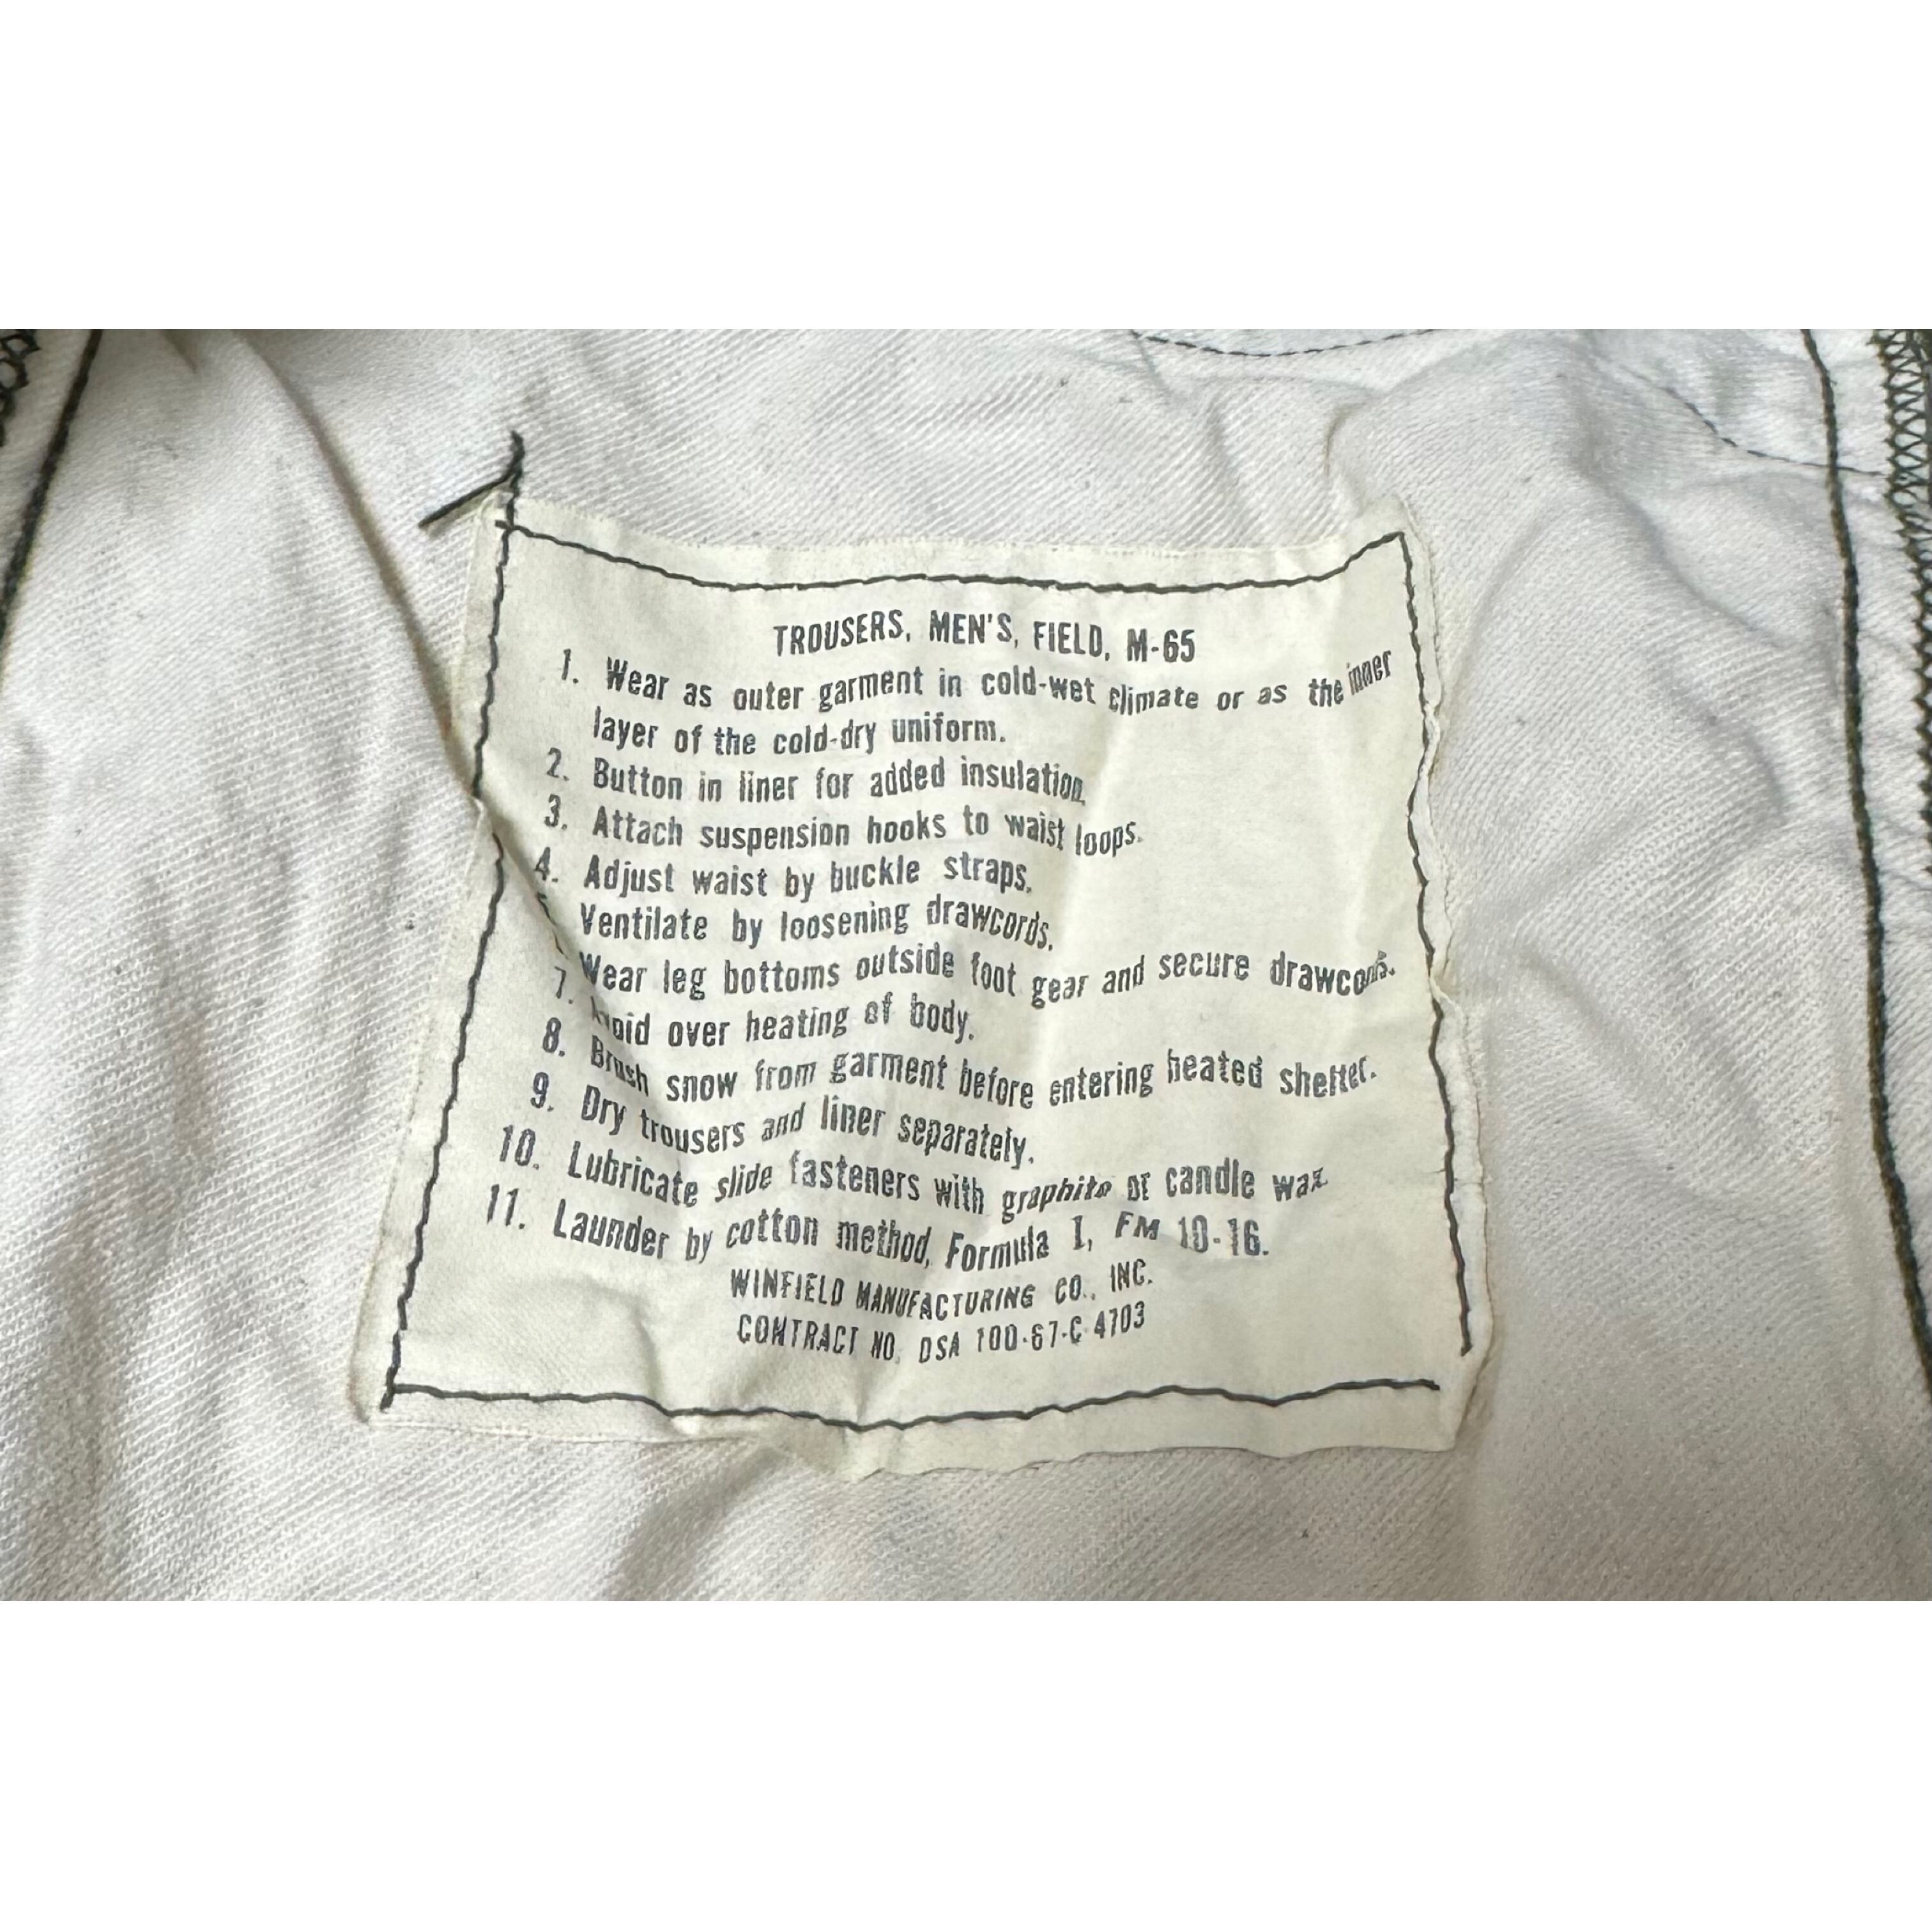 TROUSERS, MEN'S, FIELD, M-65
1. Wear as outer garment in cold-wet climate or as the inner
layer of the cold-dry uniform.
2. Button in liner for added insulation.
3. Attach suspension hooks to waist loops.
4. Adjust waist by buckle straps.
Ventilate by loosening drawcords.
Wear leg bottoms outside foot gear and secure drawcords.
7. Avoid over heating of body.
8. Brush snow from garment before entering heated shelter.
9. Dry trousers and liner separately.
10. Lubricate slide fasteners with graphite or candle wax.
11. Launder by cotton method, Formula I, FM 10-16.
WINFIELD MANUFACTURING CO., INC.
CONTRACT NO. DSA 100-67-C-4703